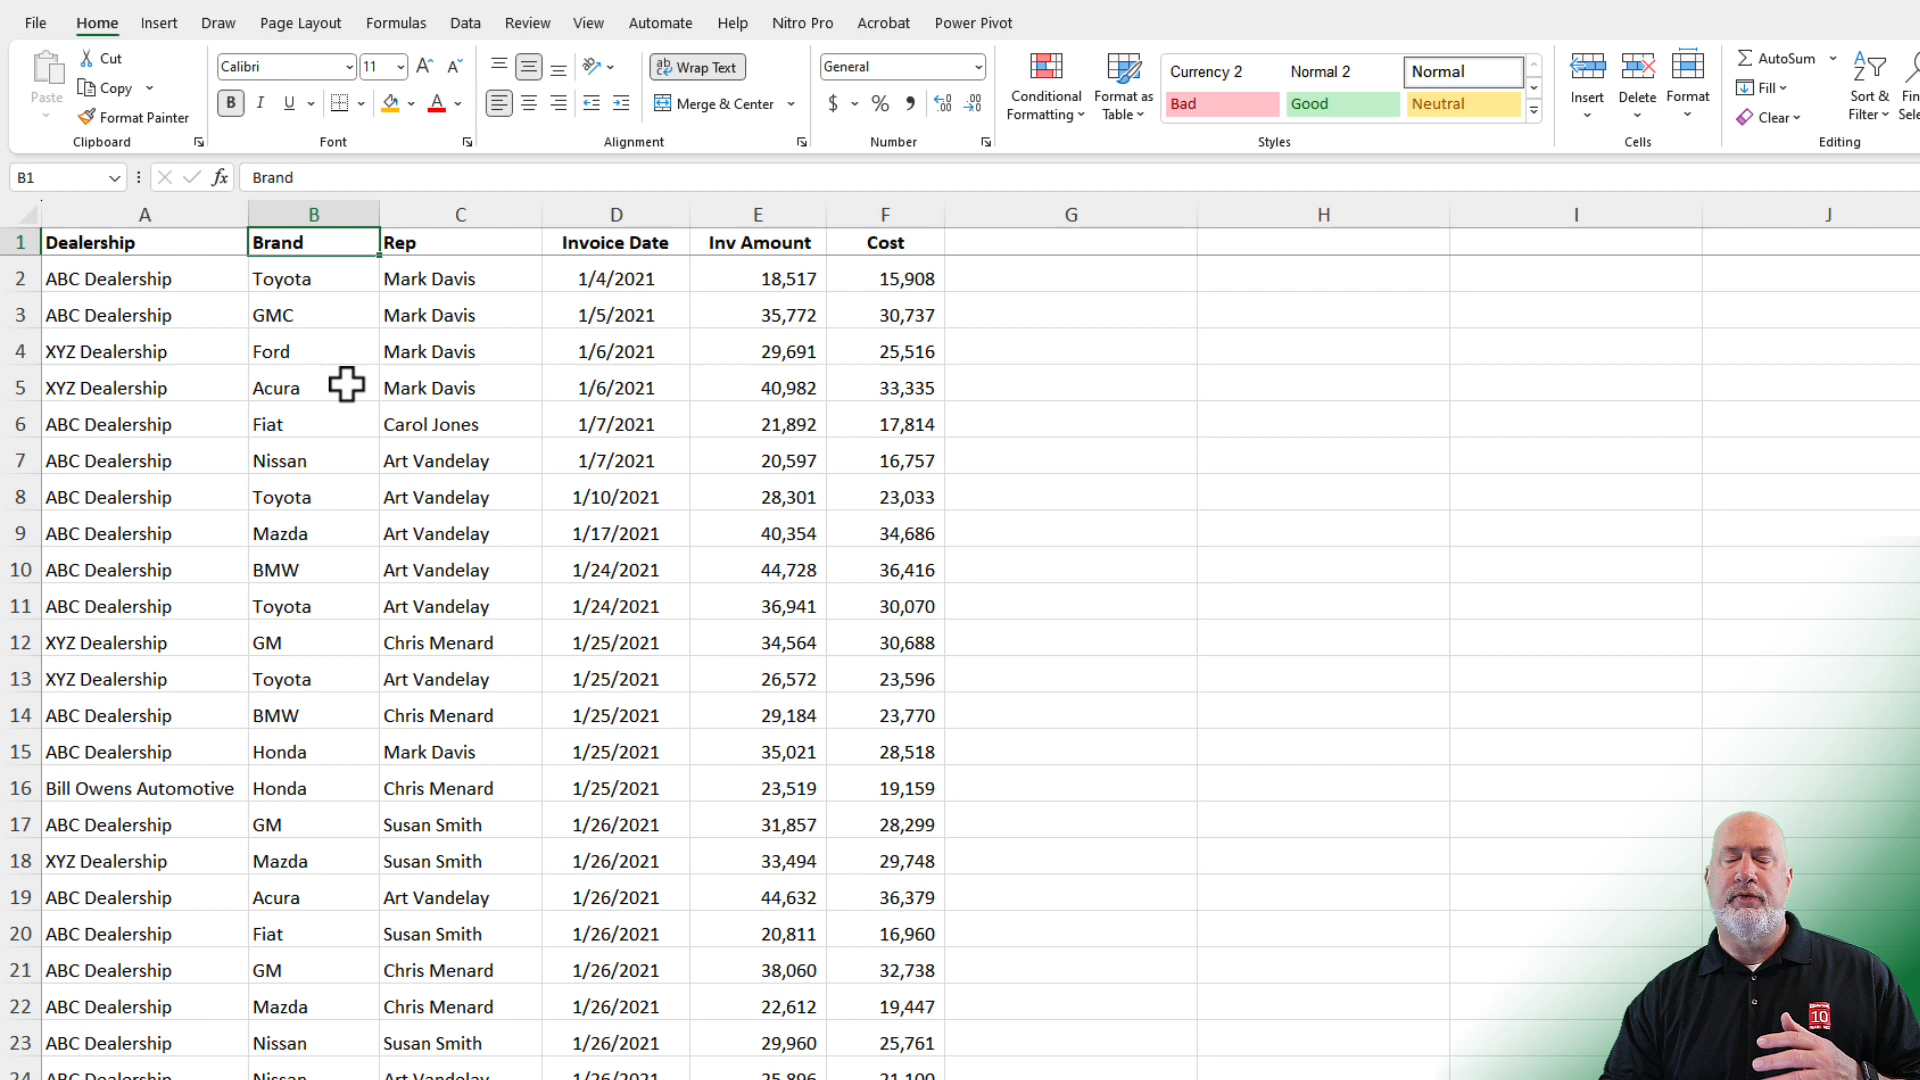 File Home Insert Draw Page Layout Formulas Data Review View Automate Help Nitro Pro Acrobat Power Pivot
Paste
Cut
Copy
Format Painter
Clipboard
Calibri 11
B I U
Font
Wrap Text
Merge & Center
Alignment
General
$ %
Number
Conditional Formatting
Format as Table
Currency 2 Normal 2 Normal
Bad Good Neutral
Styles
Insert Delete Format
Cells
AutoSum
Fill
Clear
Sort & Filter
Editing
B1 fx Brand
A B C D E F G H I J
1 Dealership Brand Rep Invoice Date Inv Amount Cost
2 ABC Dealership Toyota Mark Davis 1/4/2021 18,517 15,908
3 ABC Dealership GMC Mark Davis 1/5/2021 35,772 30,737
4 XYZ Dealership Ford Mark Davis 1/6/2021 29,691 25,516
5 XYZ Dealership Acura Mark Davis 1/6/2021 40,982 33,335
6 ABC Dealership Fiat Carol Jones 1/7/2021 21,892 17,814
7 ABC Dealership Nissan Art Vandelay 1/7/2021 20,597 16,757
8 ABC Dealership Toyota Art Vandelay 1/10/2021 28,301 23,033
9 ABC Dealership Mazda Art Vandelay 1/17/2021 40,354 34,686
10 ABC Dealership BMW Art Vandelay 1/24/2021 44,728 36,416
11 ABC Dealership Toyota Art Vandelay 1/24/2021 36,941 30,070
12 XYZ Dealership GM Chris Menard 1/25/2021 34,564 30,688
13 XYZ Dealership Toyota Art Vandelay 1/25/2021 26,572 23,596
14 ABC Dealership BMW Chris Menard 1/25/2021 29,184 23,770
15 ABC Dealership Honda Mark Davis 1/25/2021 35,021 28,518
16 Bill Owens Automotive Honda Chris Menard 1/25/2021 23,519 19,159
17 ABC Dealership GM Susan Smith 1/26/2021 31,857 28,299
18 XYZ Dealership Mazda Susan Smith 1/26/2021 33,494 29,748
19 ABC Dealership Acura Art Vandelay 1/26/2021 44,632 36,379
20 ABC Dealership Fiat Susan Smith 1/26/2021 20,811 16,960
21 ABC Dealership GM Chris Menard 1/26/2021 38,060 32,738
22 ABC Dealership Mazda Chris Menard 1/26/2021 22,612 19,447
23 ABC Dealership Nissan Susan Smith 1/26/2021 29,960 25,761
24 ABC Dealership Nissan Art Vandelay 1/26/2021 25,896 21,100
10